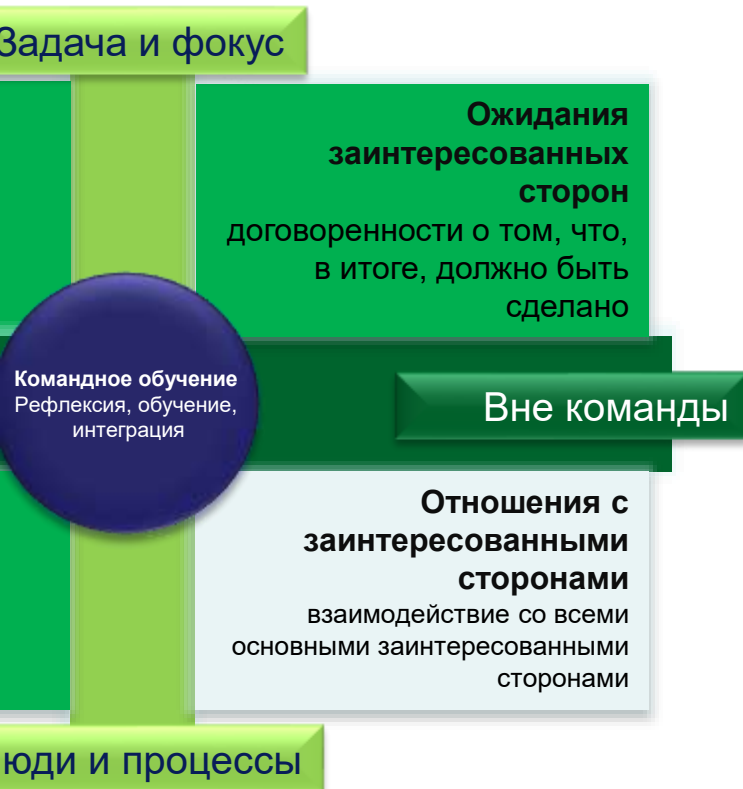 Задача и фокус
Ожидания
заинтересованных
сторон
договоренности о том, что,
в итоге, должно быть
сделано
Командное обучение
Рефлексия, обучение,
интеграция
Вне команды
Отношения с
заинтересованными
сторонами
взаимодействие со всеми
основными заинтересованными
сторонами
юди и процессы